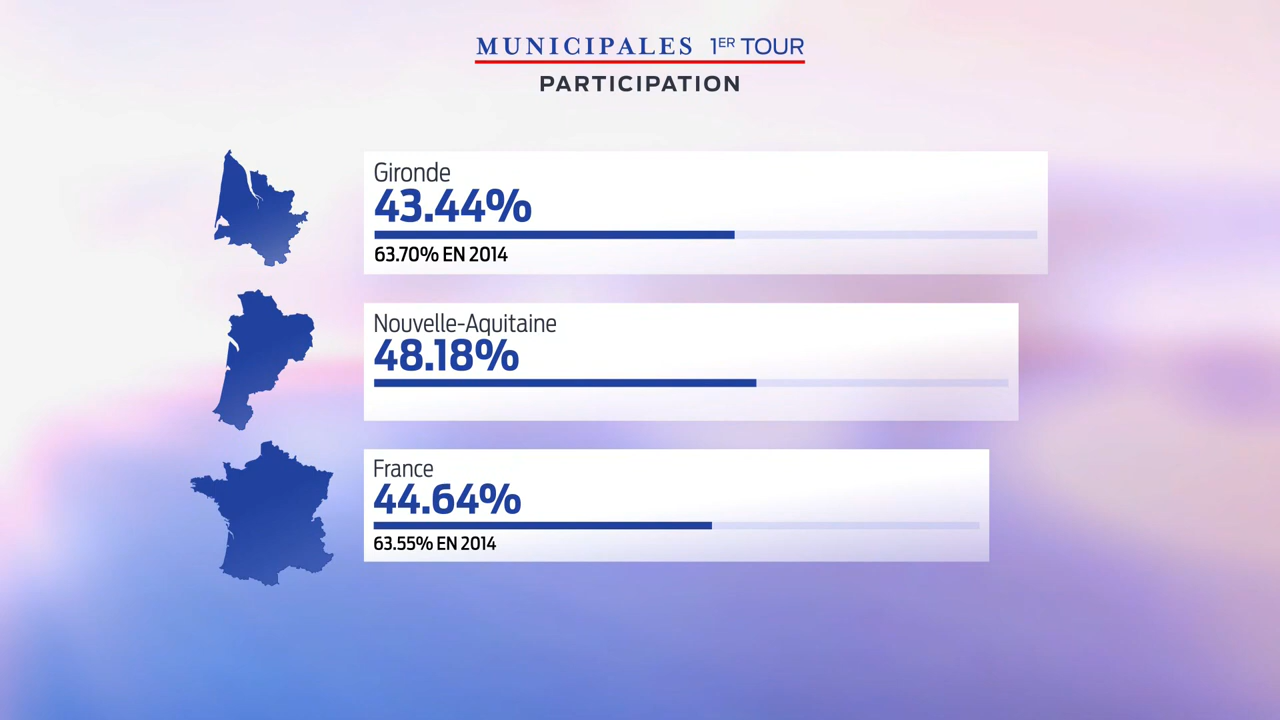 MUNICIPALES 1ER TOUR
PARTICIPATION
Gironde
43.44%
63.70% EN 2014
Nouvelle-Aquitaine
48.18%
France
44.64%
63.55% EN 2014